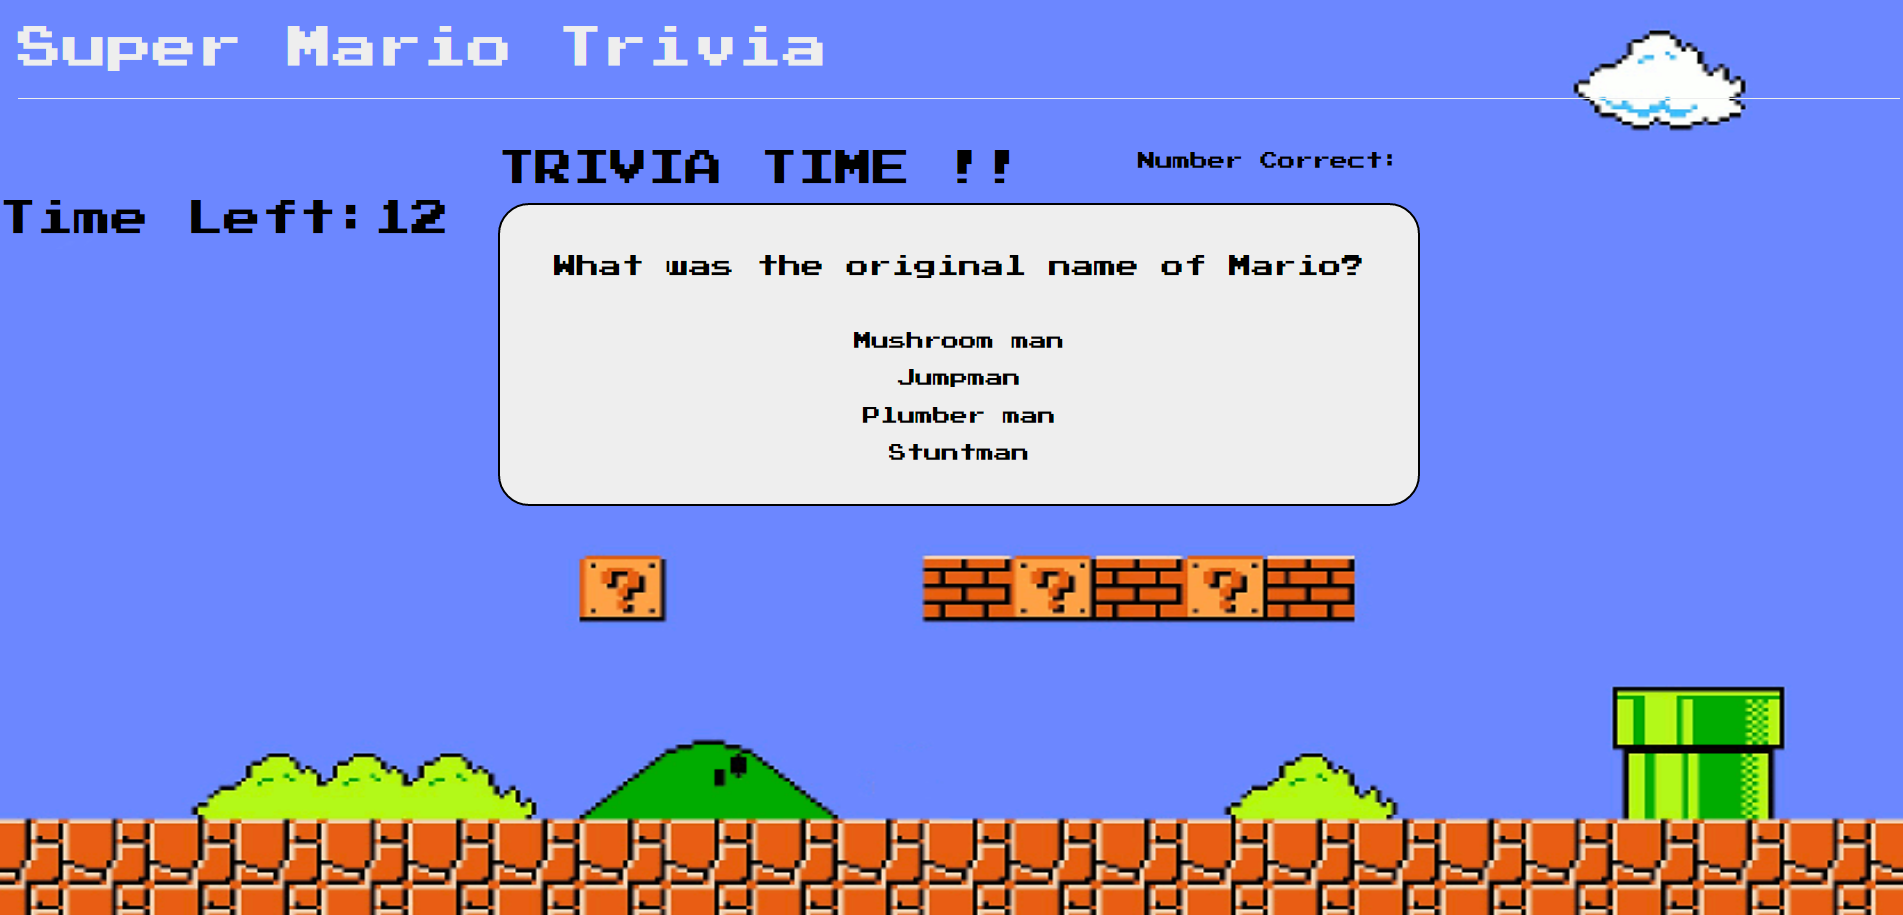 Super Mario Trivia
TRIVIA TIME !!
Number Correct:
Time Left:12
What was the original name of Mario?
Mushroom man
Jumpman
Plumber man
Stuntman
?
? ?